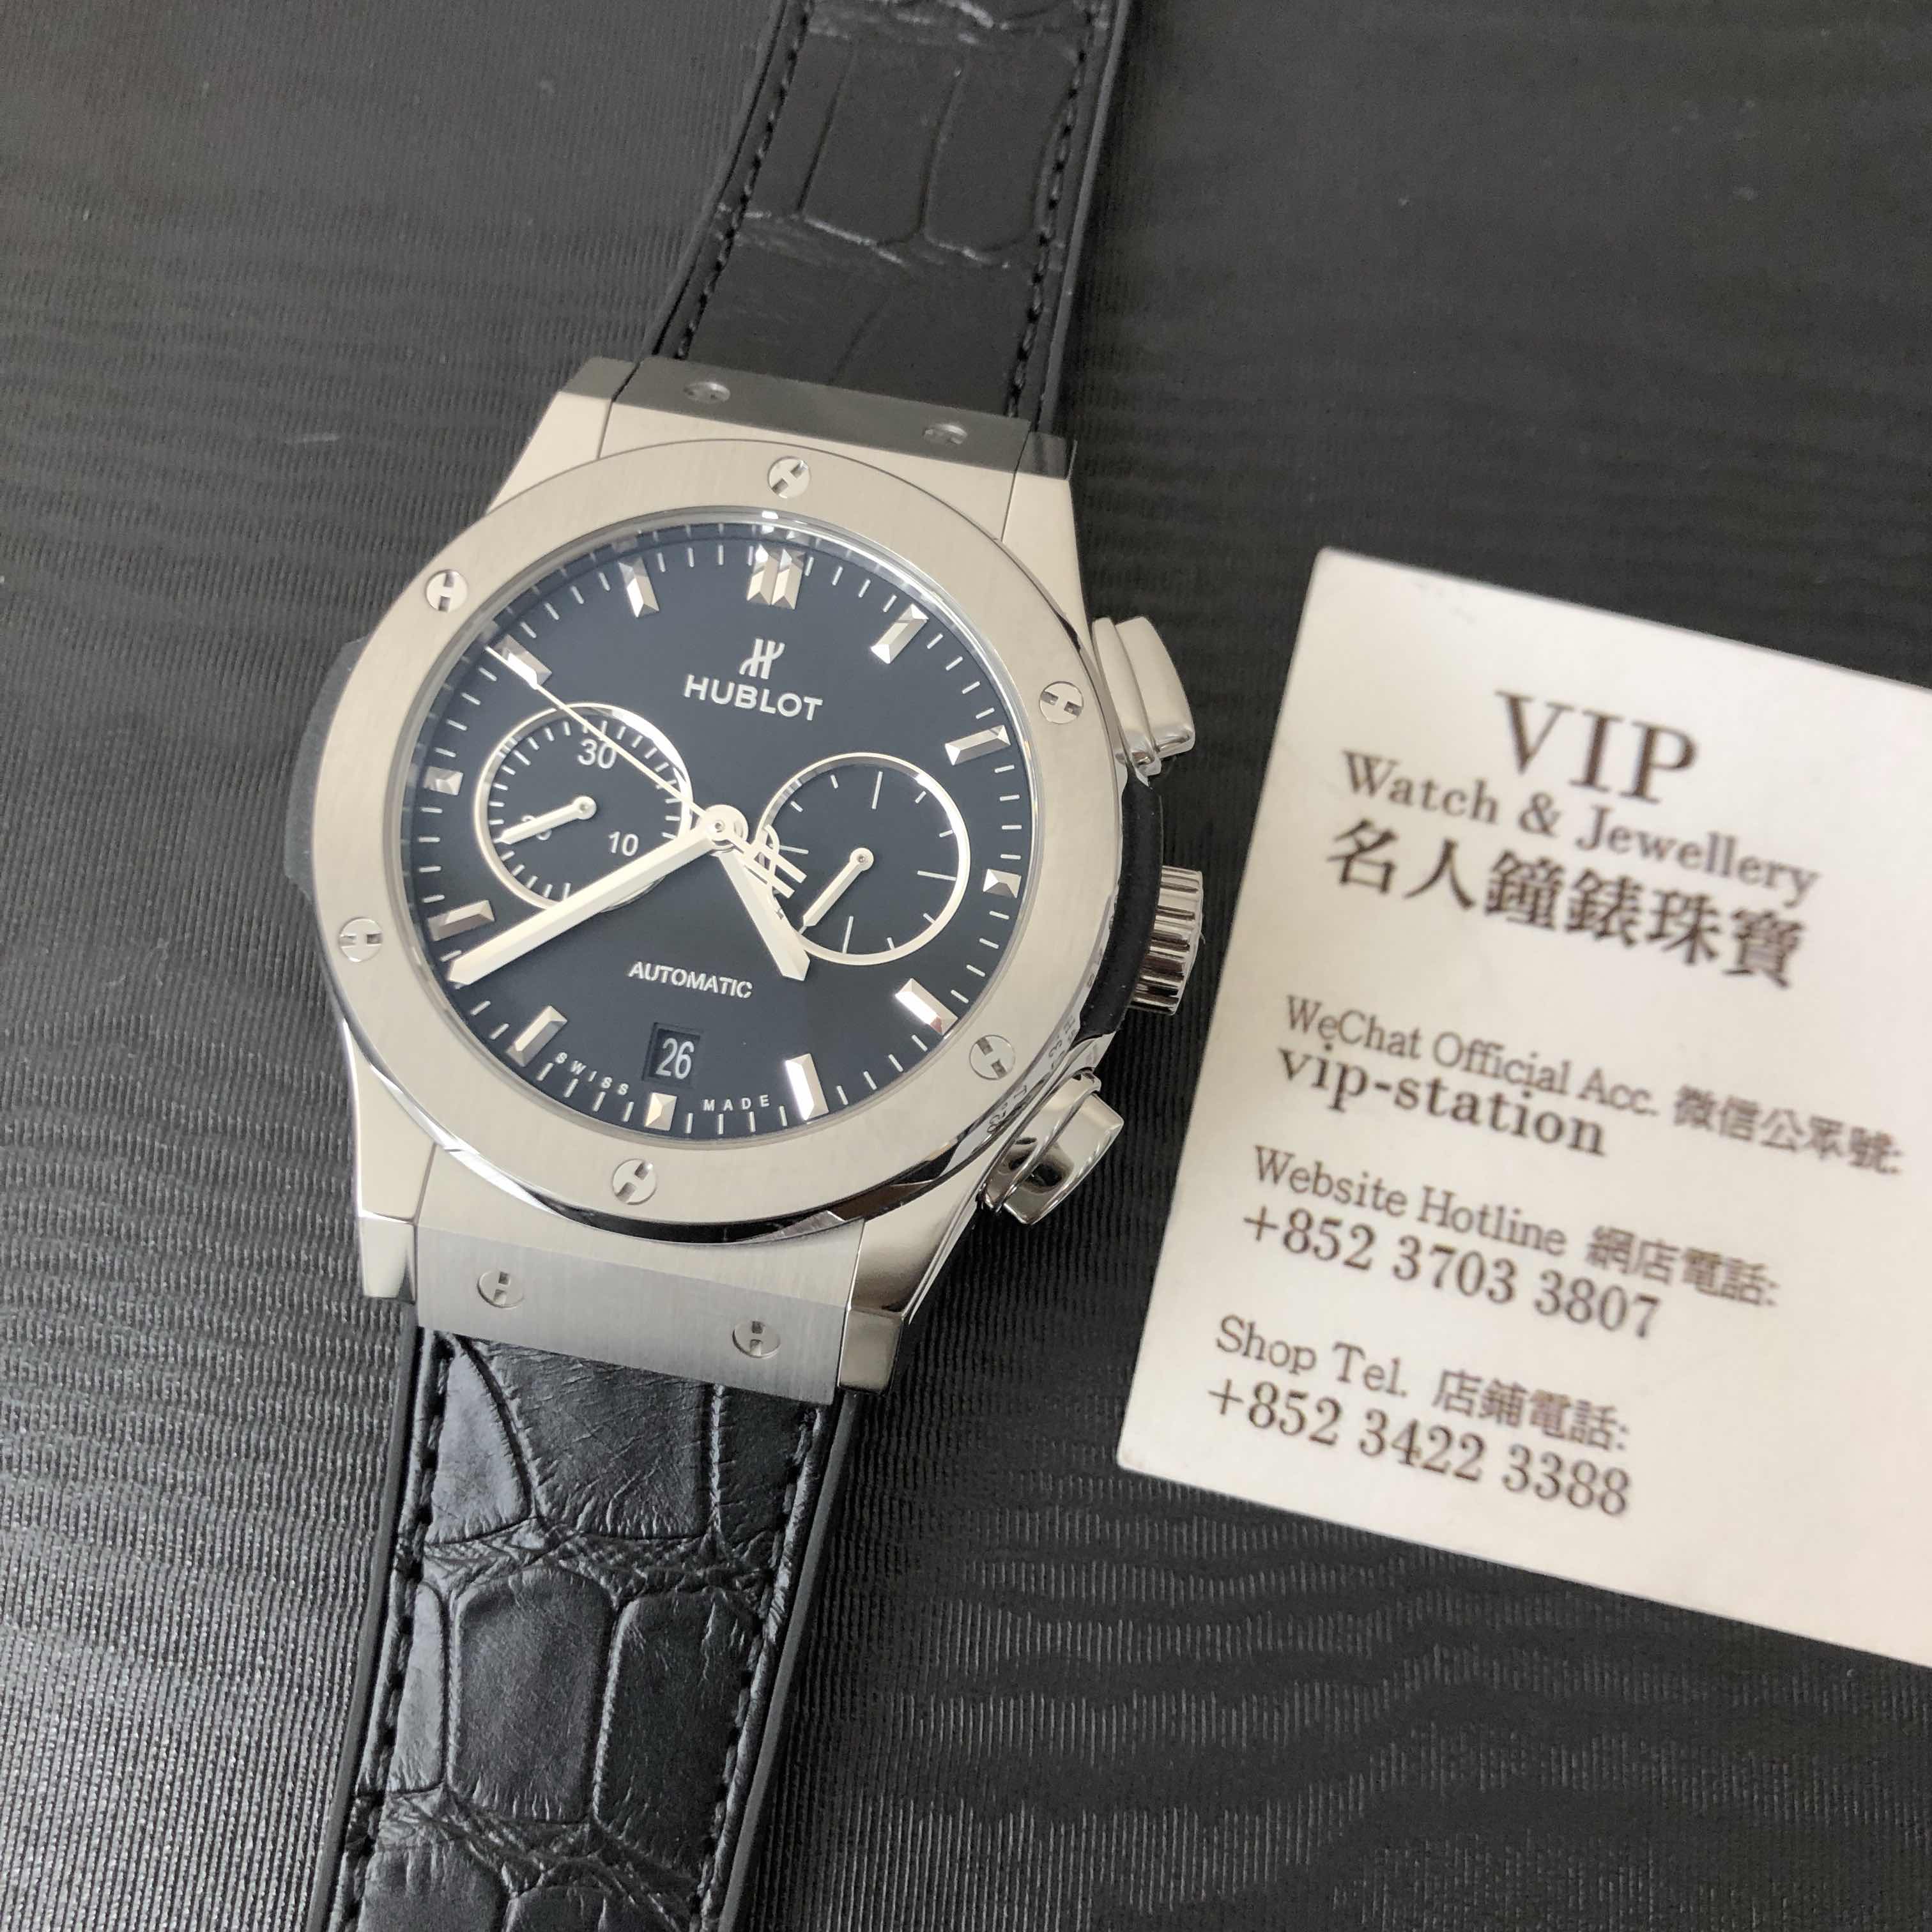 HUBLOT
30
10
AUTOMATIC
26
SWISS MADE
VIP
Watch & Jewellery
名人鐘錶珠寶
WeChat Official Acc. 微信公眾號:
vip-station
Website Hotline 網店電話:
+852 3703 3807
Shop Tel. 店鋪電話:
+852 3422 3388